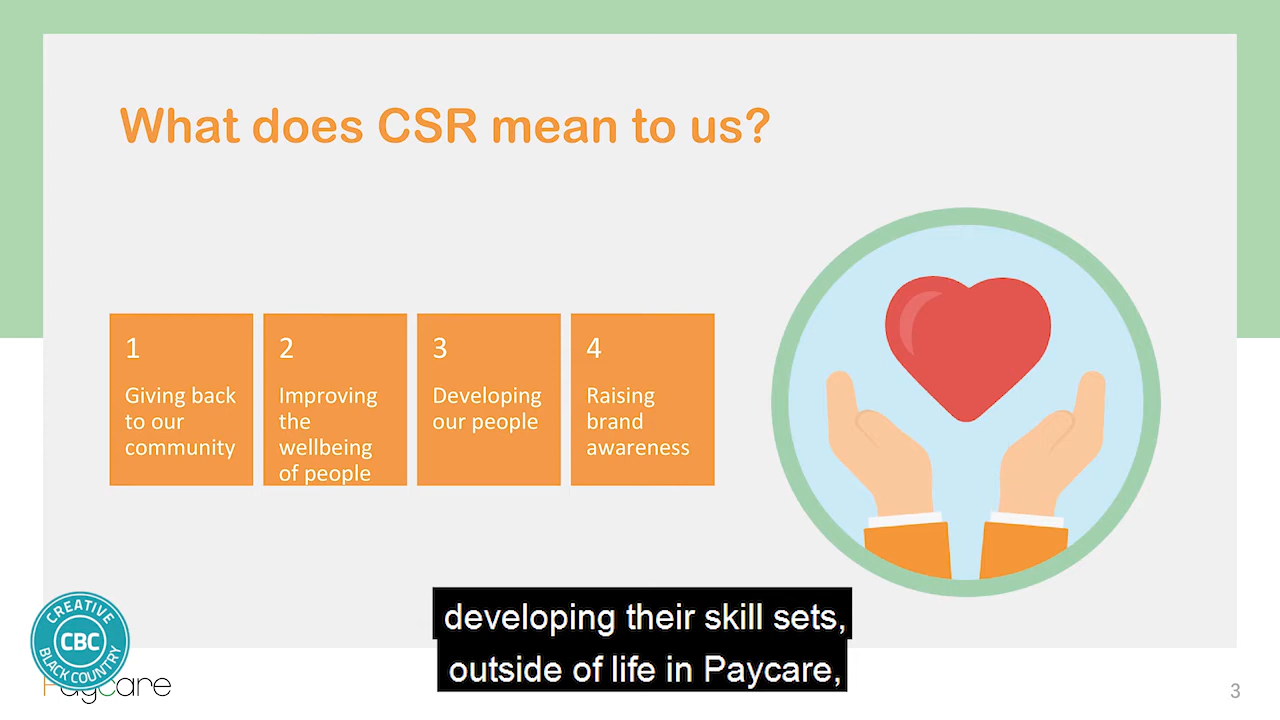 What does CSR mean to us?
1
Giving back
to our
community
2
Improving
the
wellbeing
of people
3
Developing
our people
4
Raising
brand
awareness
developing their skill sets,
outside of life in Paycare,
CREATIVE
CBC
BLACK COUNTRY
Paycare
3